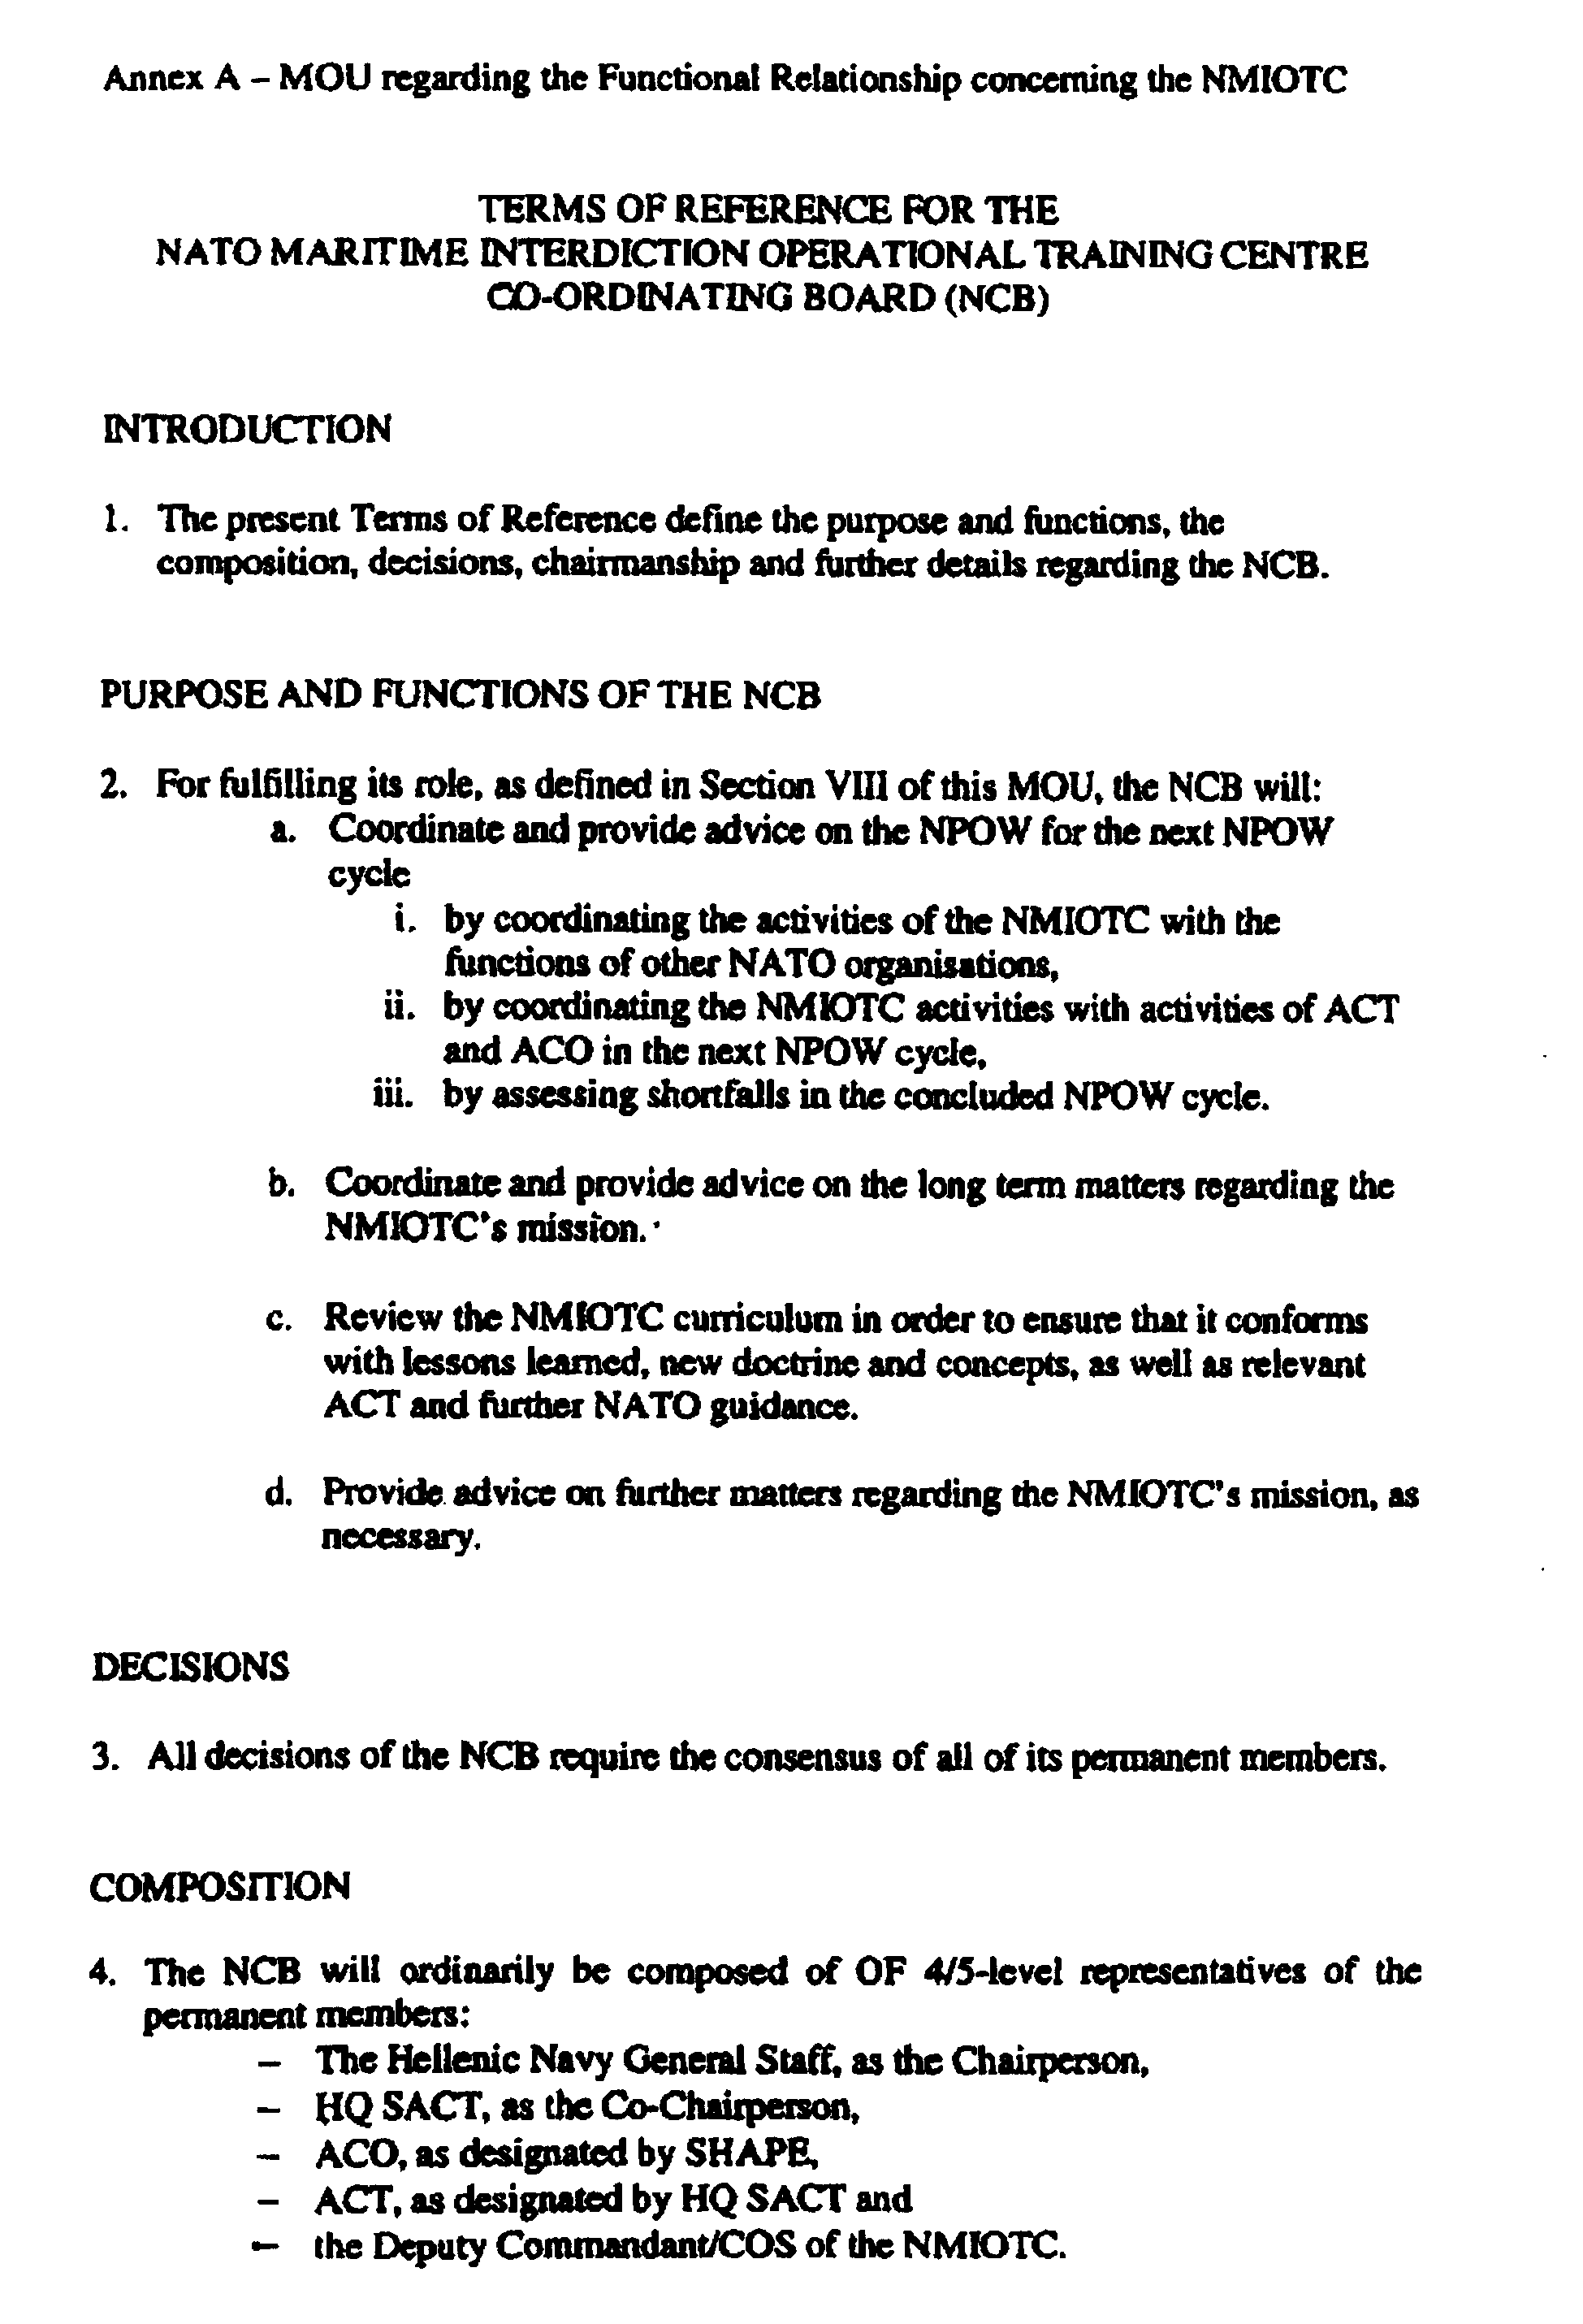 Annex A – MOU regarding the Functional Relationship concerning the NMIOTC
TERMS OF REFERENCE FOR THE
NATO MARITIME INTERDICTION OPERATIONAL TRAINING CENTRE
CO-ORDINATING BOARD (NCB)
INTRODUCTION
1. The present Terms of Reference define the purpose and functions, the
composition, decisions, chairmanship and further details regarding the NCB.
PURPOSE AND FUNCTIONS OF THE NCB
2. For fulfilling its role, as defined in Section VIII of this MOU, the NCB will:
a. Coordinate and provide advice on the NPOW for the next NPOW
cycle
i. by coordinating the activities of the NMIOTC with the
functions of other NATO organisations,
ii. by coordinating the NMIOTC activities with activities of ACT
and ACO in the next NPOW cycle,
iii. by assessing shortfalls in the concluded NPOW cycle.
b. Coordinate and provide advice on the long term matters regarding the
NMIOTC's mission.
c. Review the NMIOTC curriculum in order to ensure that it conforms
with lessons learned, new doctrine and concepts, as well as relevant
ACT and further NATO guidance.
d. Provide advice on further matters regarding the NMIOTC's mission, as
necessary.
DECISIONS
3. All decisions of the NCB require the consensus of all of its permanent members.
COMPOSITION
4. The NCB will ordinarily be composed of OF 4/5-level representatives of the
permanent members:
– The Hellenic Navy General Staff, as the Chairperson,
– HQ SACT, as the Co-Chairperson,
– ACO, as designated by SHAPE,
– ACT, as designated by HQ SACT and
– the Deputy Commandant/COS of the NMIOTC.